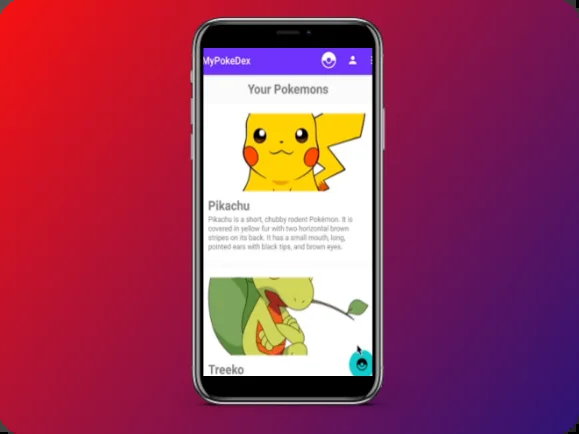 MyPokeDex
Your Pokemons
Pikachu
Pikachu is a short, chubby rodent Pokémon. It is
covered in yellow fur with two horizontal brown
stripes on its back. It has a small mouth, long,
pointed ears with black tips, and brown eyes.
Treeko